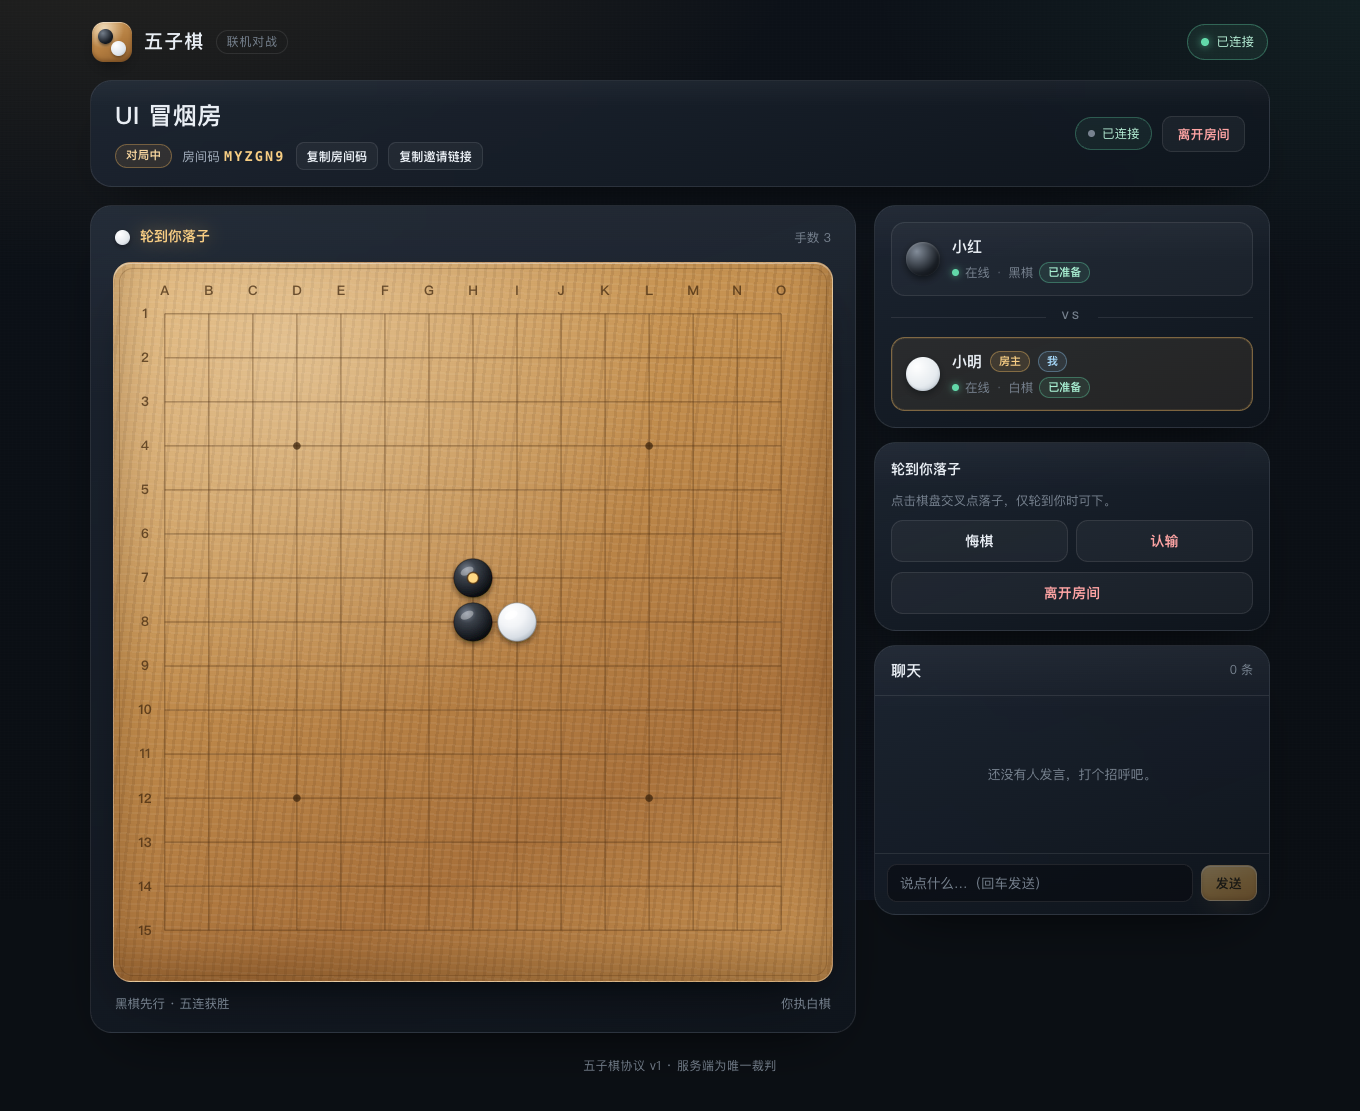 五子棋 联机对战 已连接
UI 冒烟房
对局中 房间码 MYZGN9 复制房间码 复制邀请链接 已连接 离开房间
轮到你落子 手数 3
A B C D E F G H I J K L M N O
1
2
3
4
5
6
7
8
9
10
11
12
13
14
15
黑棋先行 · 五连获胜 你执白棋
小红
在线 · 黑棋 已准备
VS
小明 房主 我
在线 · 白棋 已准备
轮到你落子
点击棋盘交叉点落子，仅轮到你时可下。
悔棋 认输
离开房间
聊天 0 条
还没有人发言，打个招呼吧。
说点什么…（回车发送） 发送
五子棋协议 v1 · 服务端为唯一裁判